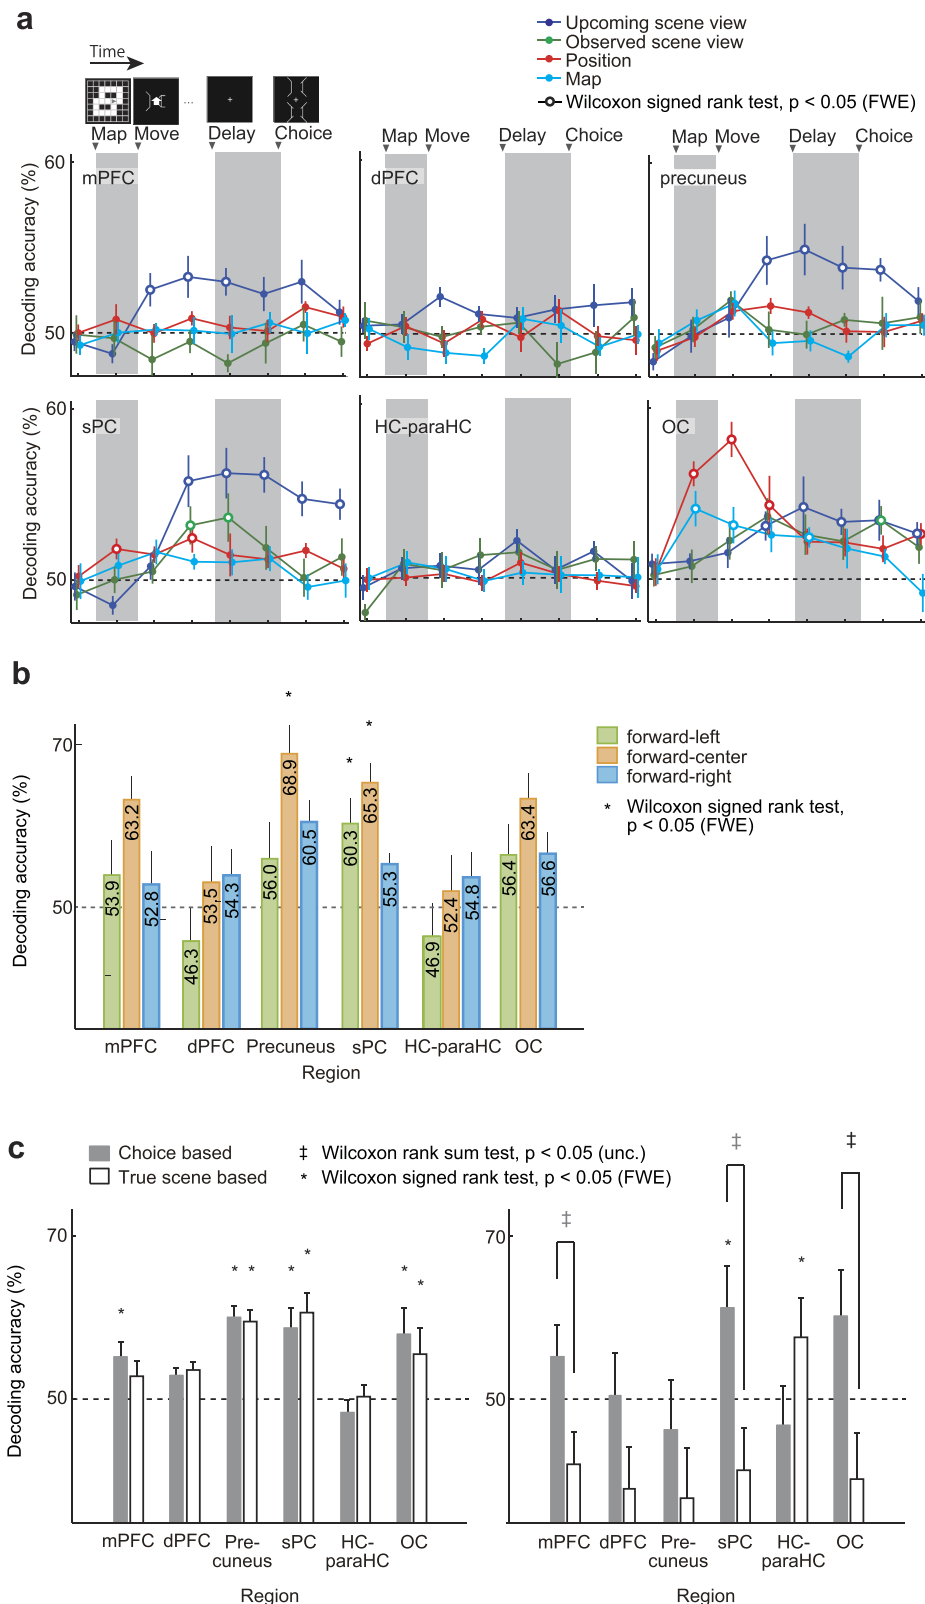 a
Upcoming scene view
Observed scene view
Position
Map
Wilcoxon signed rank test, p < 0.05 (FWE)
Time
...
Map Move Delay Choice
Map Move Delay Choice
Map Move Delay Choice
Decoding accuracy (%)
60
50
mPFC
dPFC
precuneus
Decoding accuracy (%)
60
50
sPC
HC-paraHC
OC
b
Decoding accuracy (%)
70
50
forward-left
forward-center
forward-right
* Wilcoxon signed rank test,
p < 0.05 (FWE)
*
*
*
53.9 63.2 52.8
46.3 53.5 54.3
56.0 68.9 60.5
60.3 65.3 55.3
46.9 52.4 54.8
56.4 63.4 56.6
mPFC dPFC Precuneus sPC HC-paraHC OC
Region
c
Choice based
True scene based
‡ Wilcoxon rank sum test, p < 0.05 (unc.)
* Wilcoxon signed rank test, p < 0.05 (FWE)
Decoding accuracy (%)
70
50
* * * * * * *
mPFC dPFC Pre-cuneus sPC HC-paraHC OC
Region
70
50
‡ ‡ ‡
* *
mPFC dPFC Pre-cuneus sPC HC-paraHC OC
Region